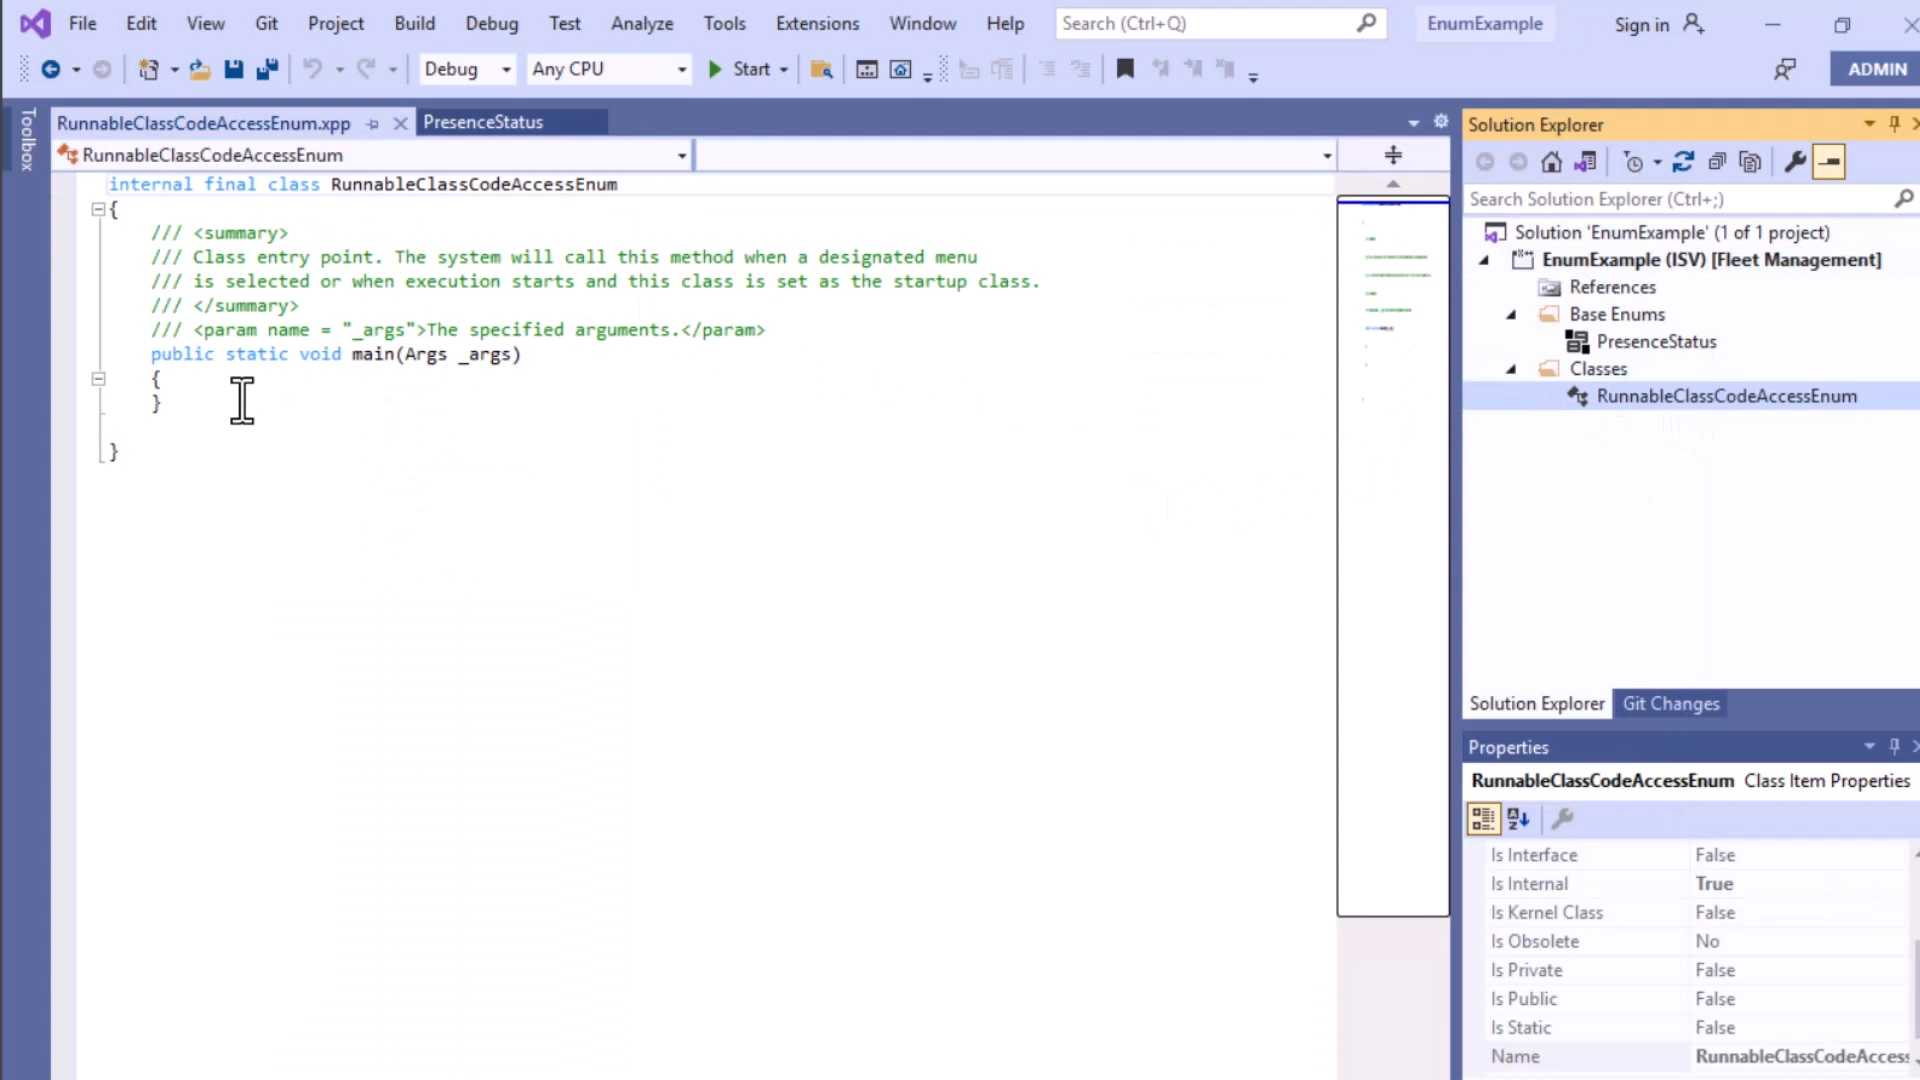 File Edit View Git Project Build Debug Test Analyze Tools Extensions Window Help Search (Ctrl+Q) EnumExample Sign in
Debug Any CPU Start ADMIN
Toolbox
RunnableClassCodeAccessEnum.xpp PresenceStatus
RunnableClassCodeAccessEnum
internal final class RunnableClassCodeAccessEnum
{
/// <summary>
/// Class entry point. The system will call this method when a designated menu
/// is selected or when execution starts and this class is set as the startup class.
/// </summary>
/// <param name = "_args">The specified arguments.</param>
public static void main(Args _args)
{
}
}
Solution Explorer
Search Solution Explorer (Ctrl+;)
Solution 'EnumExample' (1 of 1 project)
EnumExample (ISV) [Fleet Management]
References
Base Enums
PresenceStatus
Classes
RunnableClassCodeAccessEnum
Solution Explorer Git Changes
Properties
RunnableClassCodeAccessEnum Class Item Properties
Is Interface False
Is Internal True
Is Kernel Class False
Is Obsolete No
Is Private False
Is Public False
Is Static False
Name RunnableClassCodeAccess